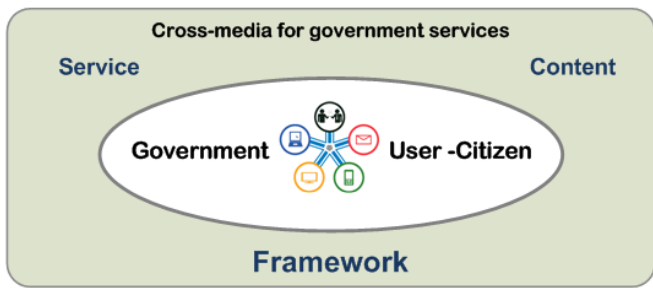 Cross-media for government services
Service
Content
Government
User -Citizen
Framework